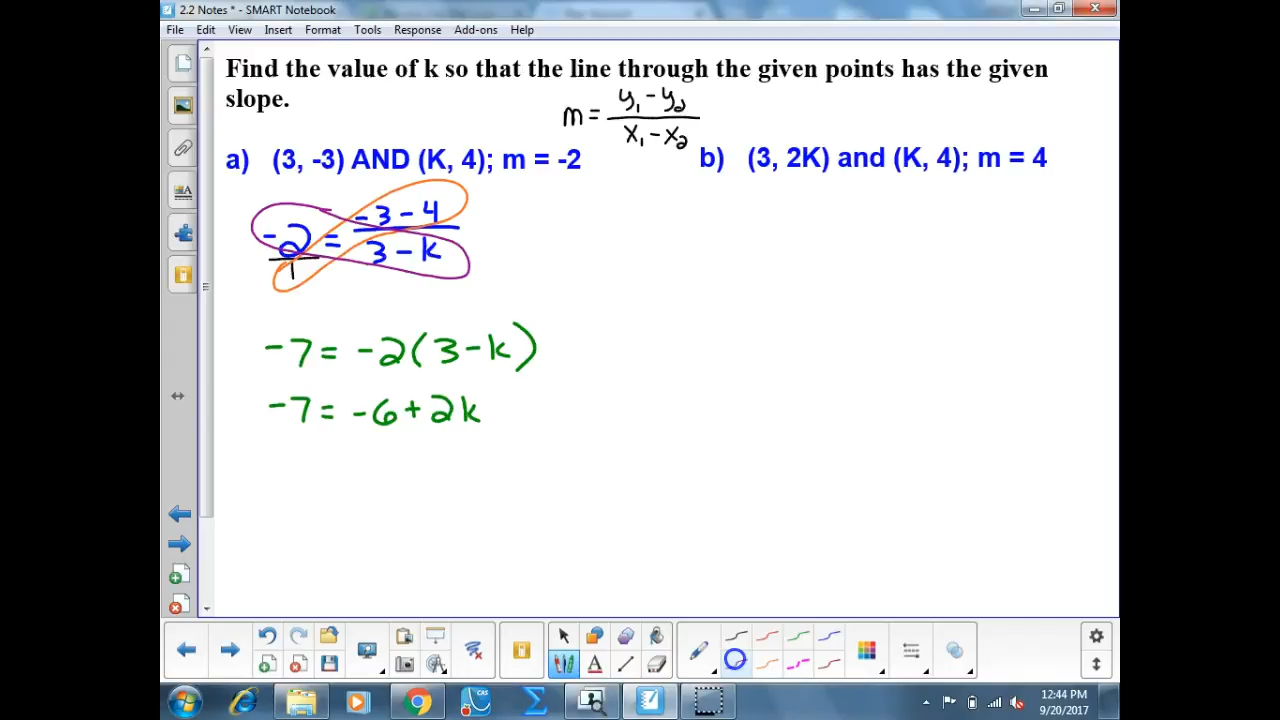 2.2 Notes * - SMART Notebook
File Edit View Insert Format Tools Response Add-ons Help
Find the value of k so that the line through the given points has the given
slope.
m = y₁ - y₂ / x₁ - x₂
a) (3, -3) AND (K, 4); m = -2
b) (3, 2K) and (K, 4); m = 4
-2/1 = -3 - 4 / 3 - k
-7 = -2(3 - k)
-7 = -6 + 2k
CAS
12:44 PM
9/20/2017